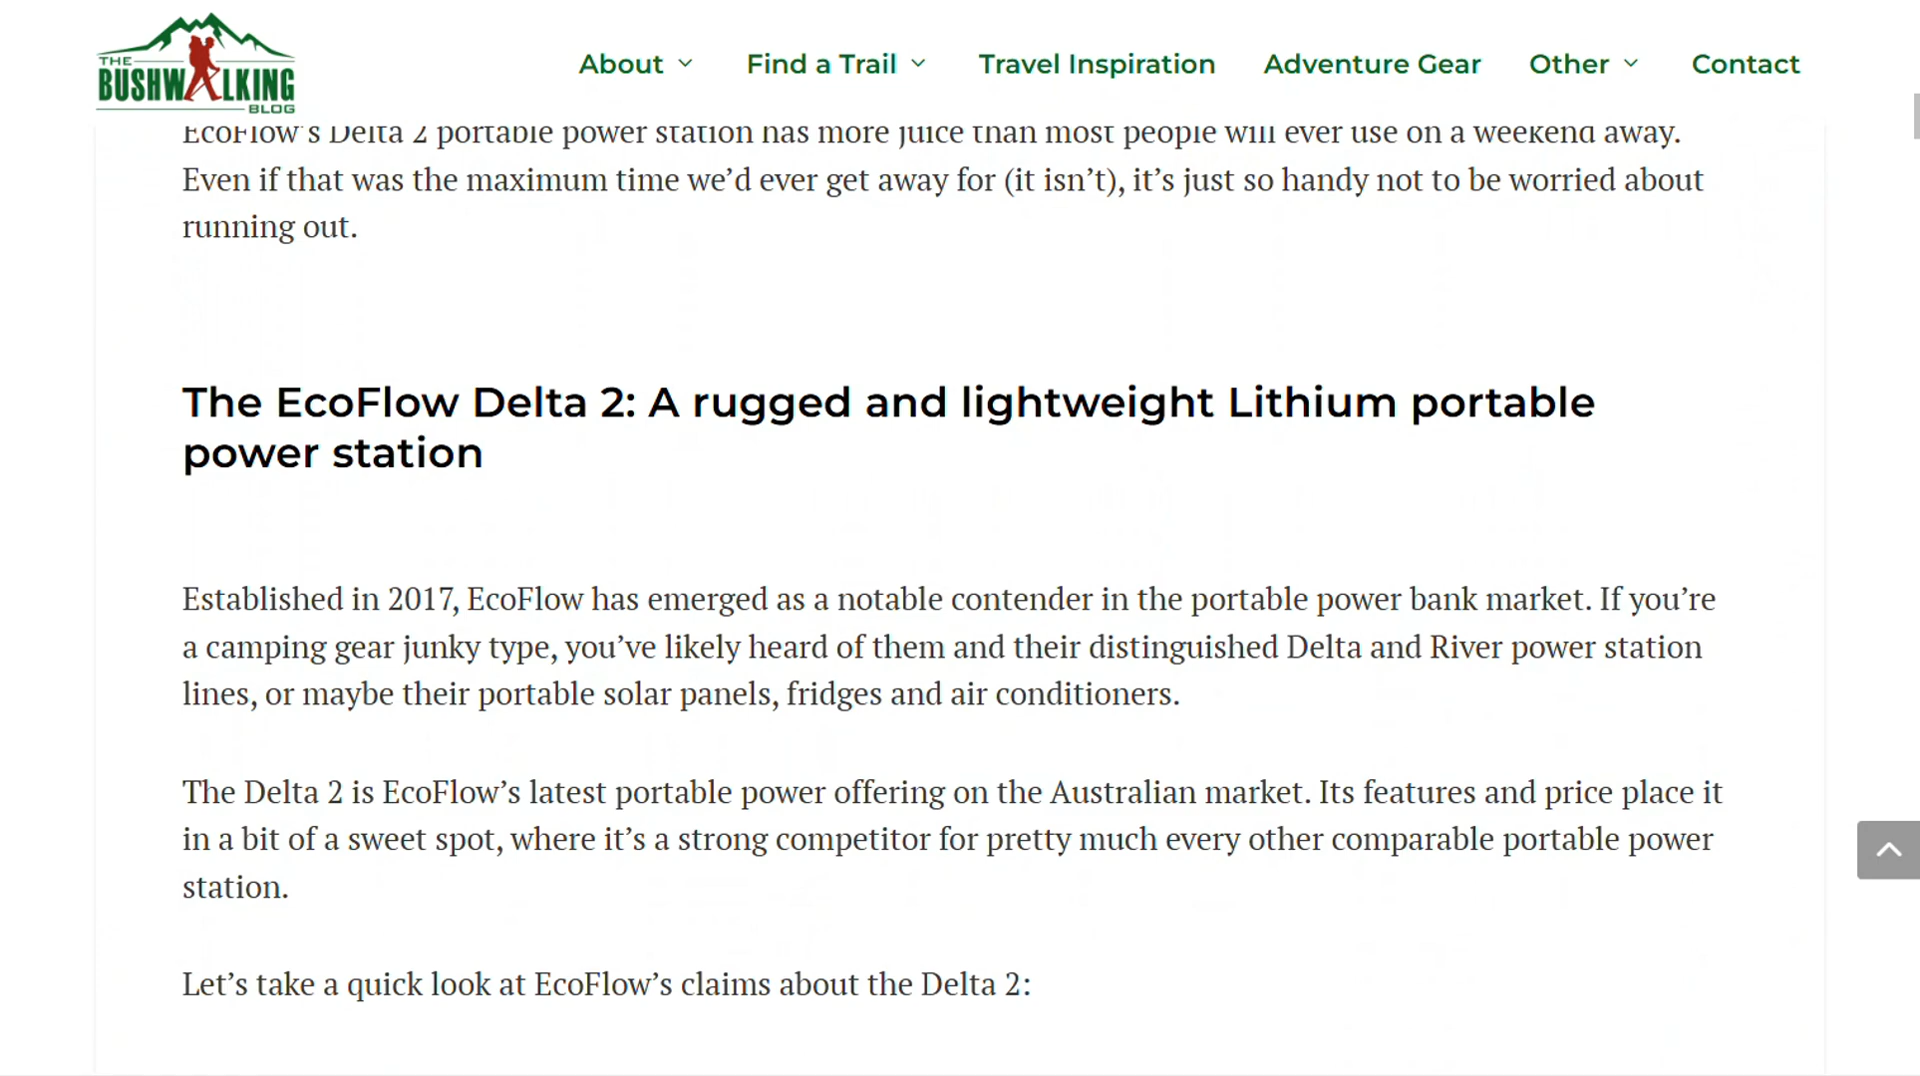 THE
BUSHWALKING
BLOG
About
Find a Trail
Travel Inspiration
Adventure Gear
Other
Contact
EcoFlow's Delta 2 portable power station has more juice than most people will ever use on a weekend away.
Even if that was the maximum time we’d ever get away for (it isn’t), it’s just so handy not to be worried about
running out.
The EcoFlow Delta 2: A rugged and lightweight Lithium portable
power station
Established in 2017, EcoFlow has emerged as a notable contender in the portable power bank market. If you’re
a camping gear junky type, you’ve likely heard of them and their distinguished Delta and River power station
lines, or maybe their portable solar panels, fridges and air conditioners.
The Delta 2 is EcoFlow’s latest portable power offering on the Australian market. Its features and price place it
in a bit of a sweet spot, where it’s a strong competitor for pretty much every other comparable portable power
station.
Let’s take a quick look at EcoFlow’s claims about the Delta 2: